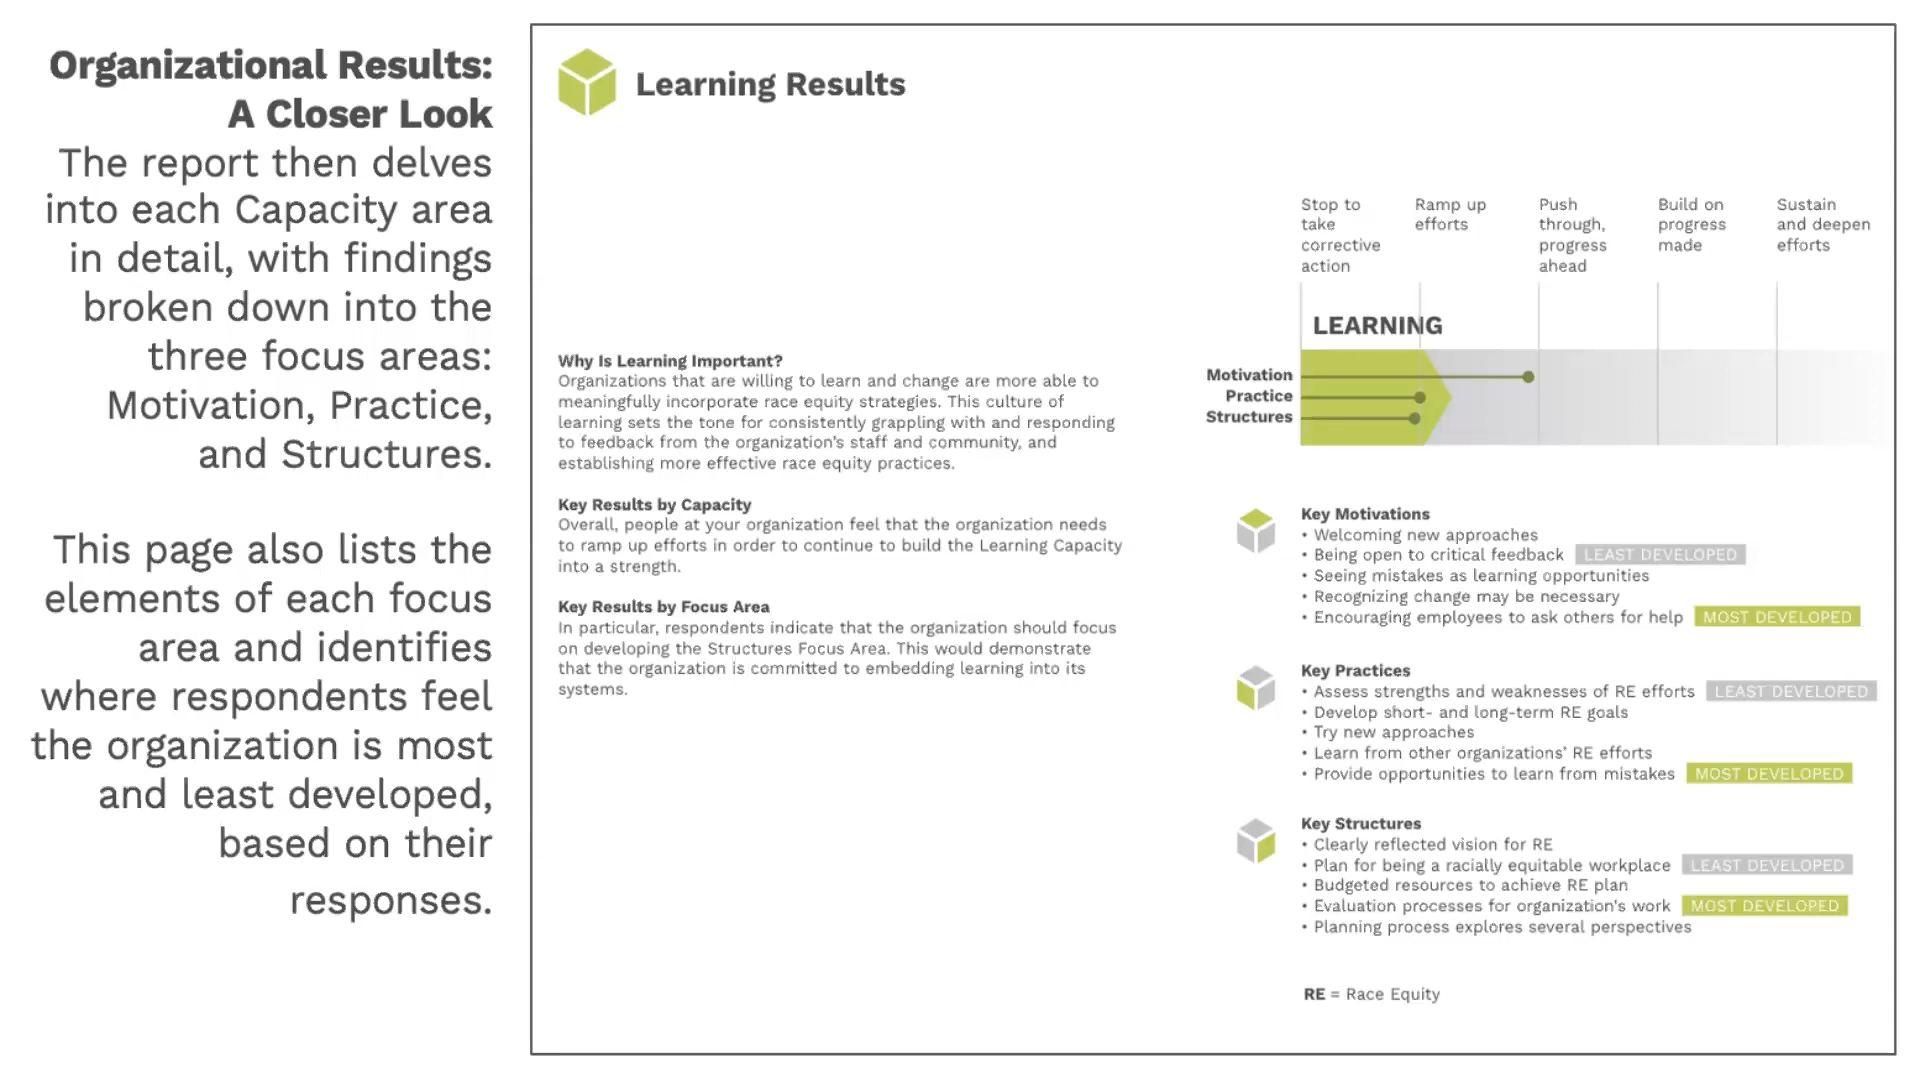 Organizational Results:
A Closer Look
The report then delves
into each Capacity area
in detail, with findings
broken down into the
three focus areas:
Motivation, Practice,
and Structures.
This page also lists the
elements of each focus
area and identifies
where respondents feel
the organization is most
and least developed,
based on their
responses.
Learning Results
Why Is Learning Important?
Organizations that are willing to learn and change are more able to
meaningfully incorporate race equity strategies. This culture of
learning sets the tone for consistently grappling with and responding
to feedback from the organization's staff and community, and
establishing more effective race equity practices.
Key Results by Capacity
Overall, people at your organization feel that the organization needs
to ramp up efforts in order to continue to build the Learning Capacity
into a strength.
Key Results by Focus Area
In particular, respondents indicate that the organization should focus
on developing the Structures Focus Area. This would demonstrate
that the organization is committed to embedding learning into its
systems.
Stop to
take
corrective
action
Ramp up
efforts
Push
through,
progress
ahead
Build on
progress
made
Sustain
and deepen
efforts
LEARNING
Motivation
Practice
Structures
Key Motivations
• Welcoming new approaches
• Being open to critical feedback LEAST DEVELOPED
• Seeing mistakes as learning opportunities
• Recognizing change may be necessary
• Encouraging employees to ask others for help MOST DEVELOPED
Key Practices
• Assess strengths and weaknesses of RE efforts LEAST DEVELOPED
• Develop short- and long-term RE goals
• Try new approaches
• Learn from other organizations' RE efforts
• Provide opportunities to learn from mistakes MOST DEVELOPED
Key Structures
• Clearly reflected vision for RE
• Plan for being a racially equitable workplace LEAST DEVELOPED
• Budgeted resources to achieve RE plan
• Evaluation processes for organization's work MOST DEVELOPED
• Planning process explores several perspectives
RE = Race Equity